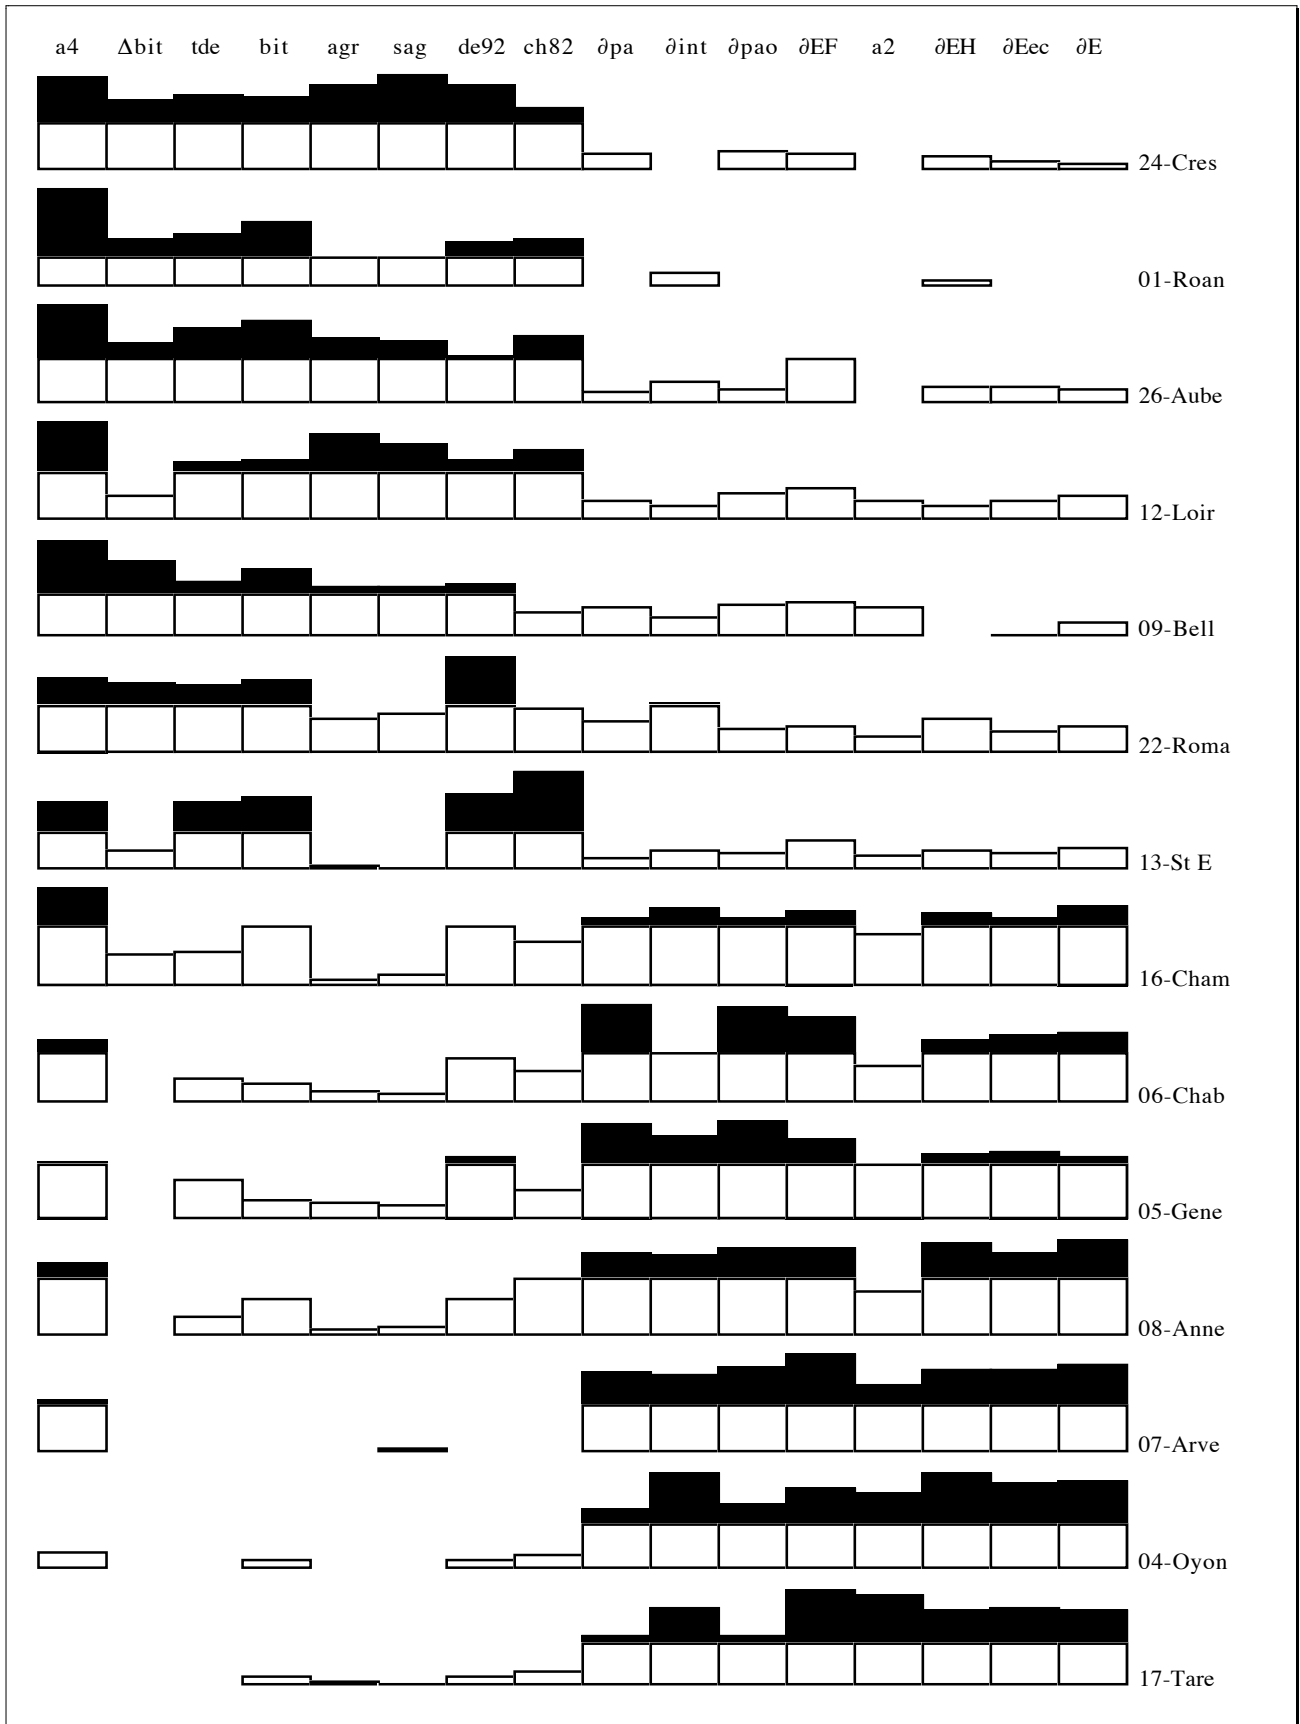 a4 Δbit tde bit agr sag de92 ch82 ∂pa ∂int ∂pao ∂EF a2 ∂EH ∂Eec ∂E
24-Cres
01-Roan
26-Aube
12-Loir
09-Bell
22-Roma
13-St E
16-Cham
06-Chab
05-Gene
08-Anne
07-Arve
04-Oyon
17-Tare